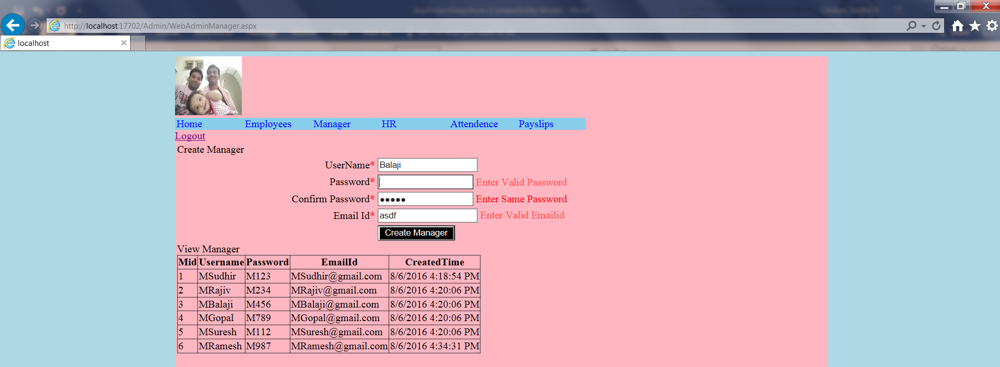 http://localhost:17702/Admin/WebAdminManager.aspx
localhost
Home Employees Manager HR Attendence Payslips
Logout
Create Manager
UserName* Balaji
Password* Enter Valid Password
Confirm Password* ●●●●● Enter Same Password
Email Id* asdf Enter Valid Emailid
Create Manager
View Manager
Mid Username Password EmailId CreatedTime
1 MSudhir M123 MSudhir@gmail.com 8/6/2016 4:18:54 PM
2 MRajiv M234 MRajiv@gmail.com 8/6/2016 4:20:06 PM
3 MBalaji M456 MBalaji@gmail.com 8/6/2016 4:20:06 PM
4 MGopal M789 MGopal@gmail.com 8/6/2016 4:20:06 PM
5 MSuresh M112 MSuresh@gmail.com 8/6/2016 4:20:06 PM
6 MRamesh M987 MRamesh@gmail.com 8/6/2016 4:34:31 PM